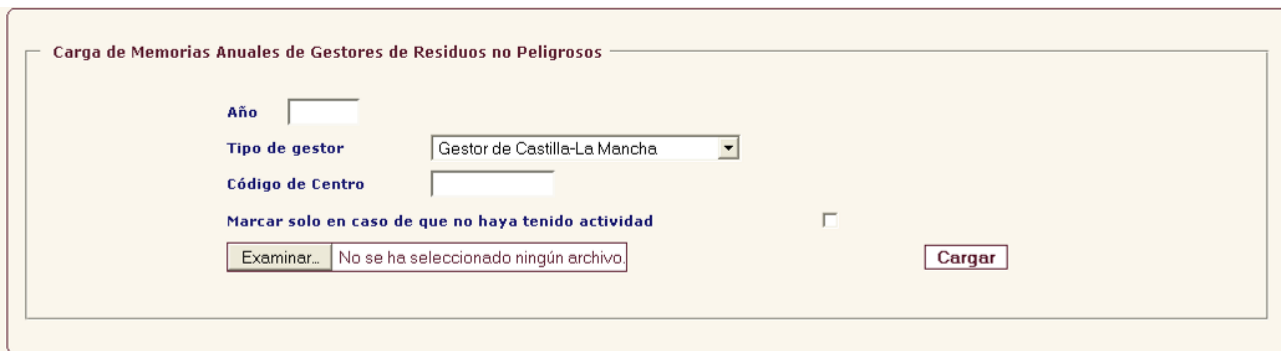 Carga de Memorias Anuales de Gestores de Residuos no Peligrosos
Año
Tipo de gestor Gestor de Castilla-La Mancha
Código de Centro
Marcar solo en caso de que no haya tenido actividad
Examinar... No se ha seleccionado ningún archivo. Cargar